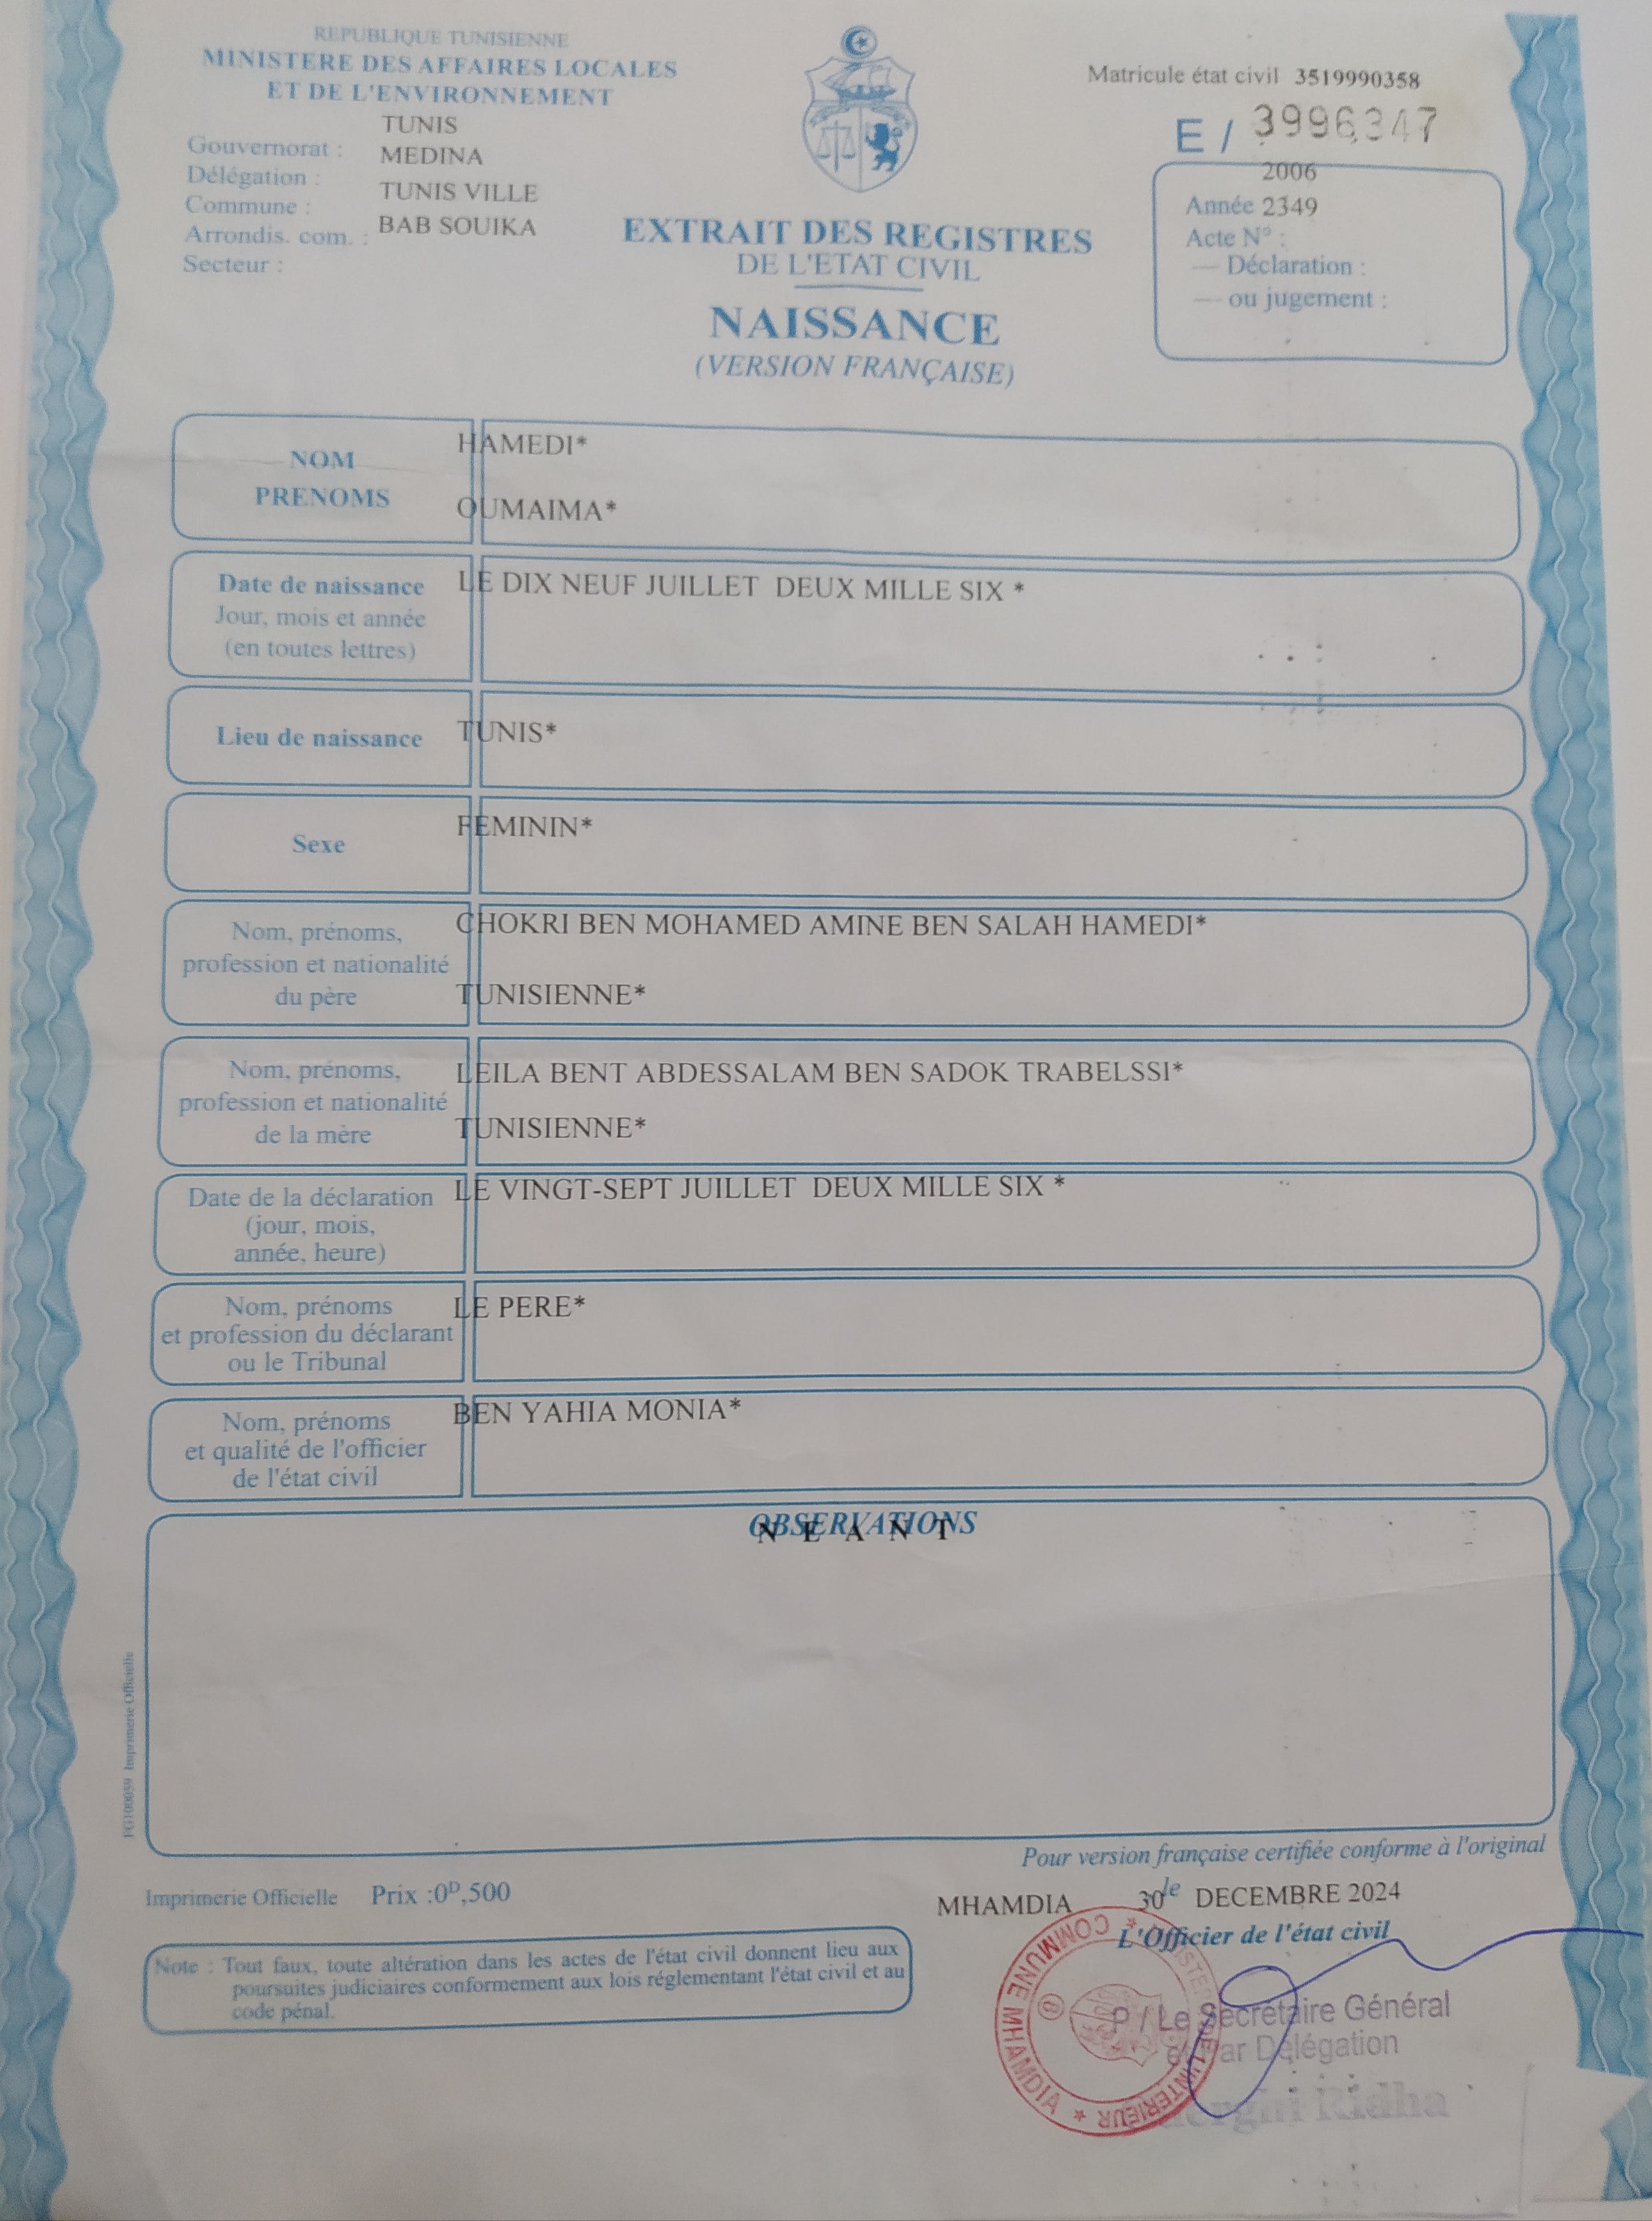 REPUBLIQUE TUNISIENNE
MINISTERE DES AFFAIRES LOCALES
ET DE L'ENVIRONNEMENT
Gouvernorat : TUNIS
Délégation : MEDINA
Commune : TUNIS VILLE
Arrondis. com. : BAB SOUIKA
Secteur :
EXTRAIT DES REGISTRES
DE L'ETAT CIVIL
NAISSANCE
(VERSION FRANÇAISE)
Matricule état civil 3519990358
E / 3996347
2006
Année 2349
Acte N° :
— Déclaration :
— ou jugement :
NOM HAMEDI*
PRENOMS OUMAIMA*
Date de naissance LE DIX NEUF JUILLET DEUX MILLE SIX *
Jour, mois et année
(en toutes lettres)
Lieu de naissance TUNIS*
Sexe FEMININ*
Nom, prénoms, CHOKRI BEN MOHAMED AMINE BEN SALAH HAMEDI*
profession et nationalité
du père TUNISIENNE*
Nom, prénoms, LEILA BENT ABDESSALAM BEN SADOK TRABELSSI*
profession et nationalité
de la mère TUNISIENNE*
Date de la déclaration LE VINGT-SEPT JUILLET DEUX MILLE SIX *
(jour, mois,
année, heure)
Nom, prénoms LE PERE*
et profession du déclarant
ou le Tribunal
Nom, prénoms BEN YAHIA MONIA*
et qualité de l'officier
de l'état civil
OBSERVATIONS
N E A N T
FG100059 Imprimerie Officielle
Pour version française certifiée conforme à l'original
Imprimerie Officielle Prix :0D,500
MHAMDIA 30 le DECEMBRE 2024
L'Officier de l'état civil
Note : Tout faux, toute altération dans les actes de l'état civil donnent lieu aux
poursuites judiciaires conformement aux lois réglementant l'état civil et au
code pénal.
P / Le Secrétaire Général
et Par Délégation
Ridha
COMMUNE MHAMDIA * INTERIEUR